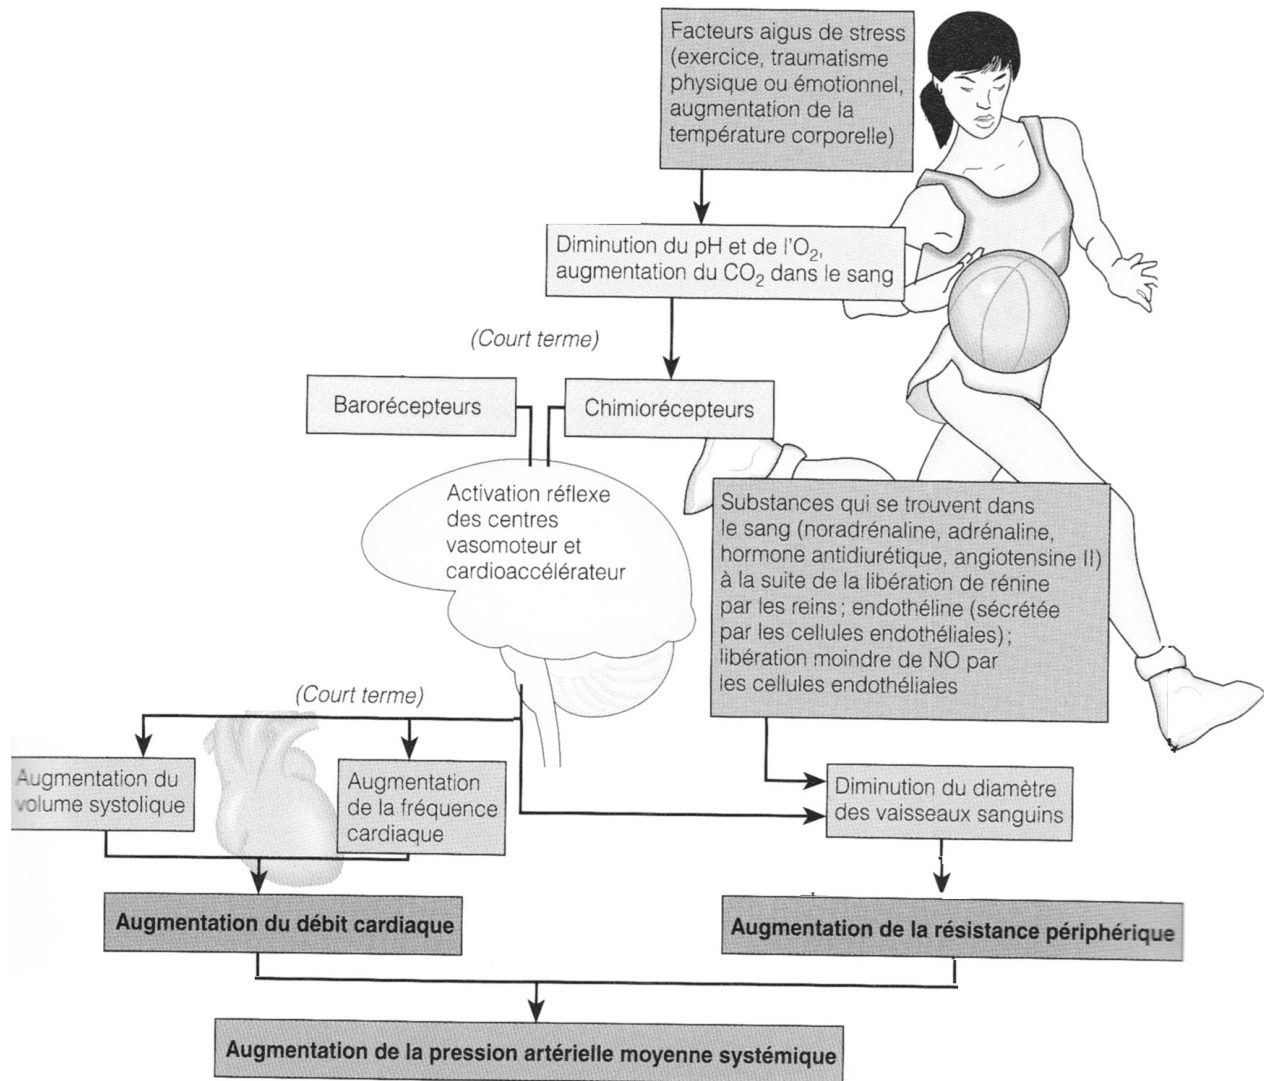 Facteurs aigus de stress
(exercice, traumatisme
physique ou émotionnel,
augmentation de la
température corporelle)
Diminution du pH et de l'O₂,
augmentation du CO₂ dans le sang
(Court terme)
Barorécepteurs
Chimiorécepteurs
Activation réflexe
des centres
vasomoteur et
cardioaccélérateur
Substances qui se trouvent dans
le sang (noradrénaline, adrénaline,
hormone antidiurétique, angiotensine II)
à la suite de la libération de rénine
par les reins ; endothéline (sécrétée
par les cellules endothéliales) ;
libération moindre de NO par
les cellules endothéliales
(Court terme)
Augmentation du
volume systolique
Augmentation
de la fréquence
cardiaque
Diminution du diamètre
des vaisseaux sanguins
Augmentation du débit cardiaque
Augmentation de la résistance périphérique
Augmentation de la pression artérielle moyenne systémique